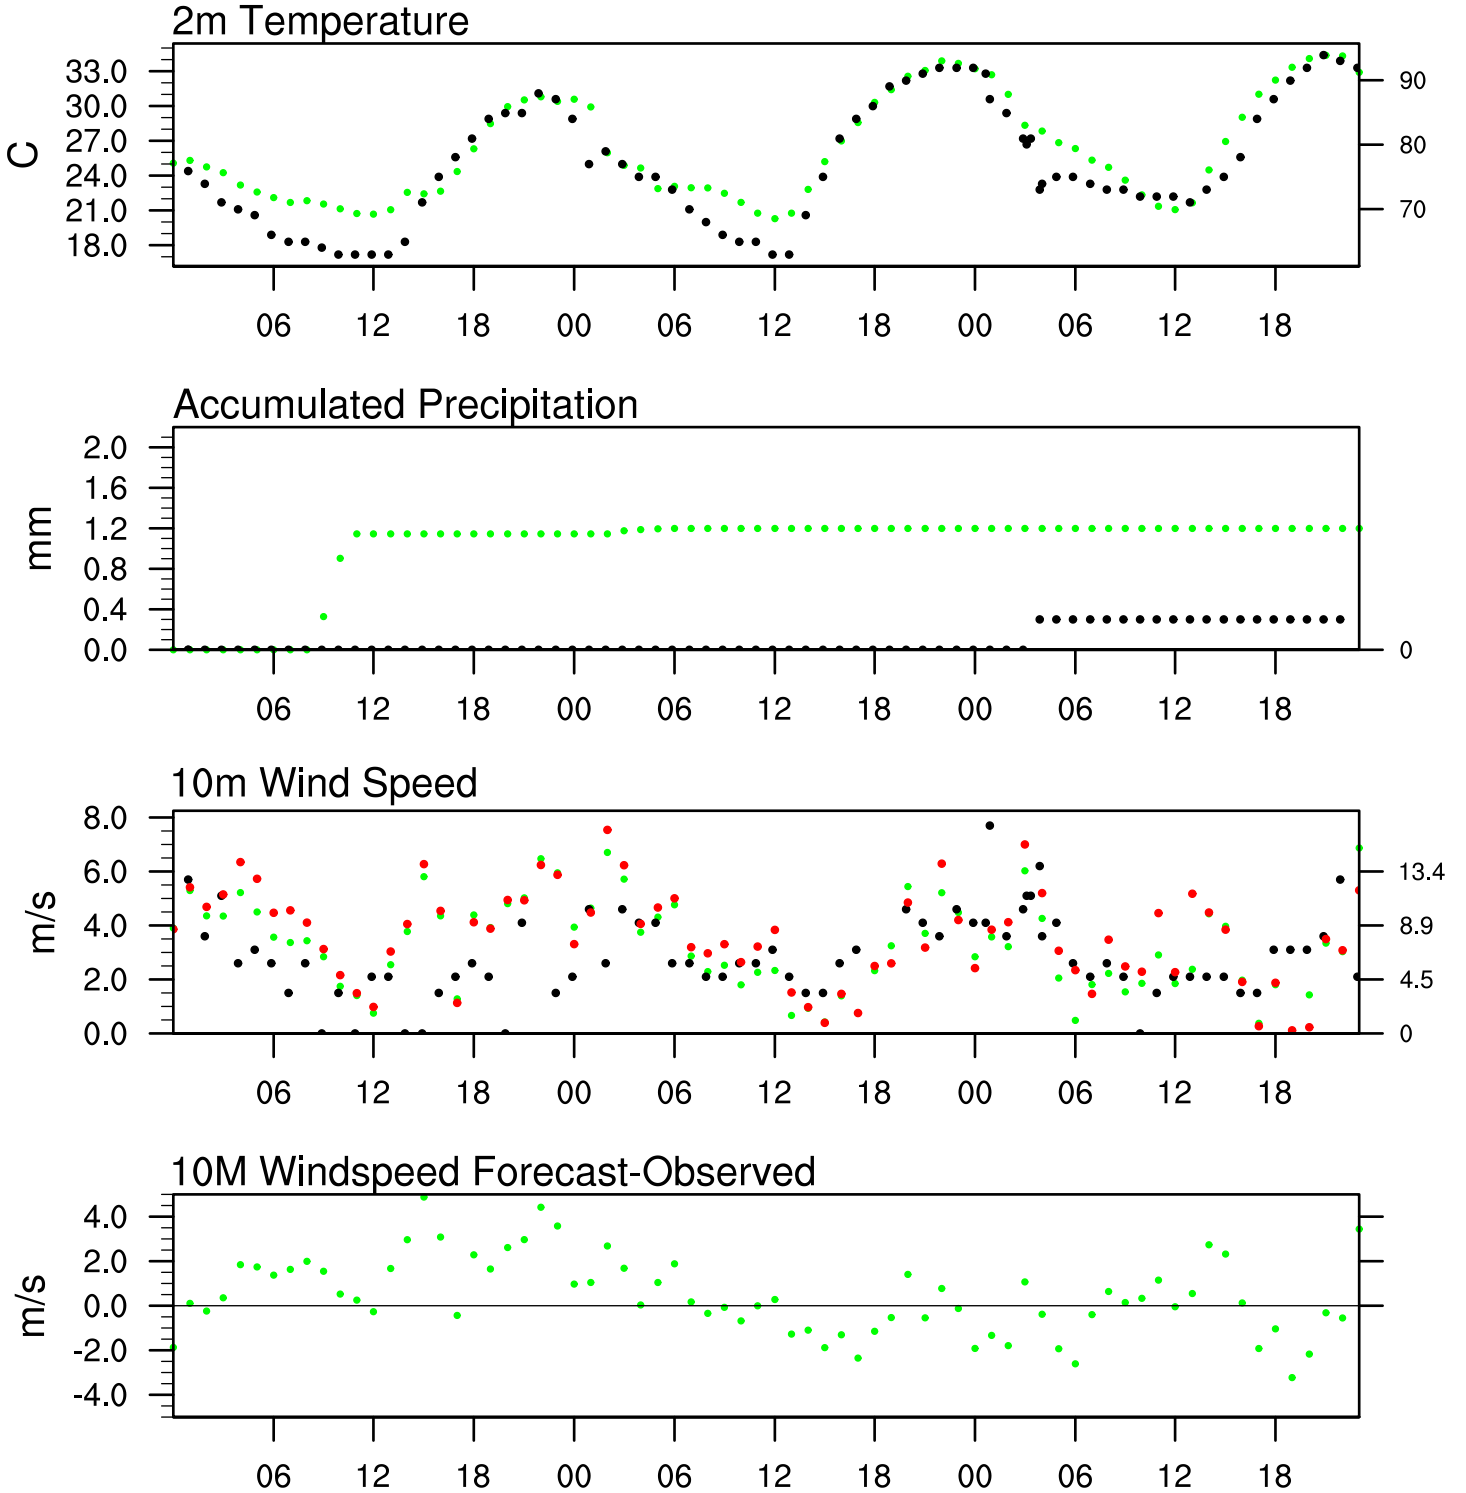 2m Temperature
33.0
30.0
27.0
24.0
21.0
18.0
C
90
80
70
06 12 18 00 06 12 18 00 06 12 18
Accumulated Precipitation
2.0
1.6
1.2
0.8
0.4
0.0
mm
0
06 12 18 00 06 12 18 00 06 12 18
10m Wind Speed
8.0
6.0
4.0
2.0
0.0
m/s
13.4
8.9
4.5
0
06 12 18 00 06 12 18 00 06 12 18
10M Windspeed Forecast-Observed
4.0
2.0
0.0
-2.0
-4.0
m/s
06 12 18 00 06 12 18 00 06 12 18